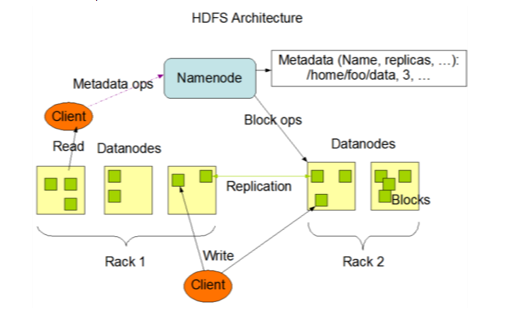 HDFS Architecture
Metadata (Name, replicas, ...):
/home/foo/data, 3, ...
Namenode
Metadata ops
Client
Block ops
Read
Datanodes
Datanodes
Replication
Blocks
Rack 1
Write
Rack 2
Client